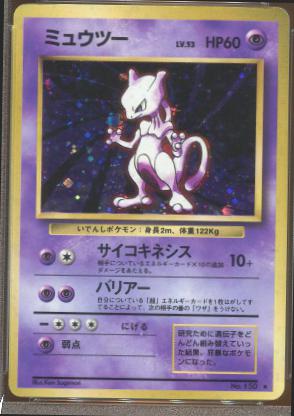 ミュウツー LV.53 HP60
いでんしポケモン:身長2m、体重122Kg
サイコキネシス 10+
相手についているエネルギーカード×10の追加
ダメージをあたえる。
バリアー
自分についている【超】エネルギーカードを1枚はがしてす
てることによって、次の相手の番の「ワザ」をうけない。
にげる
弱点
研究ために遺伝子をど
んどん組み替えていっ
た結果、狂暴なポケモ
ンになった。
Illus.Ken Sugimori
No. 150 ★